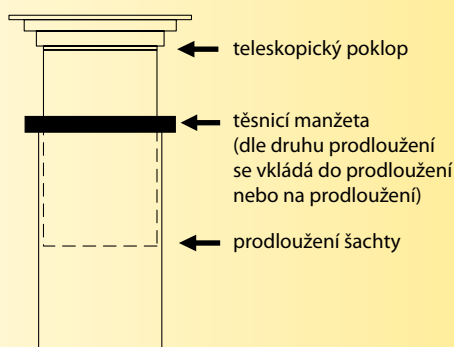 teleskopický poklop
těsnicí manžeta
(dle druhu prodloužení
se vkládá do prodloužení
nebo na prodloužení)
prodloužení šachty